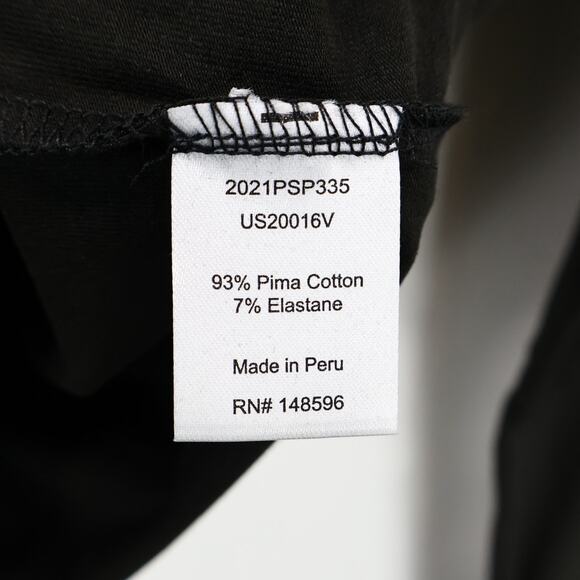 2021PSP335
US20016V
93% Pima Cotton
7% Elastane
Made in Peru
RN# 148596